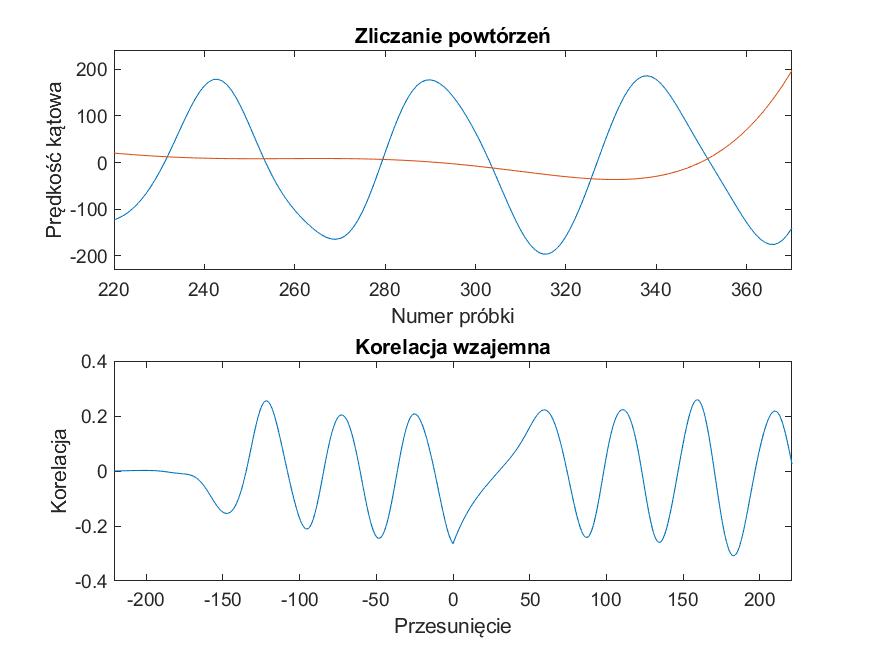 Zliczanie powtórzeń
Prędkość kątowa
200
100
0
-100
-200
220 240 260 280 300 320 340 360
Numer próbki
Korelacja wzajemna
Korelacja
0.4
0.2
0
-0.2
-0.4
-200 -150 -100 -50 0 50 100 150 200
Przesunięcie